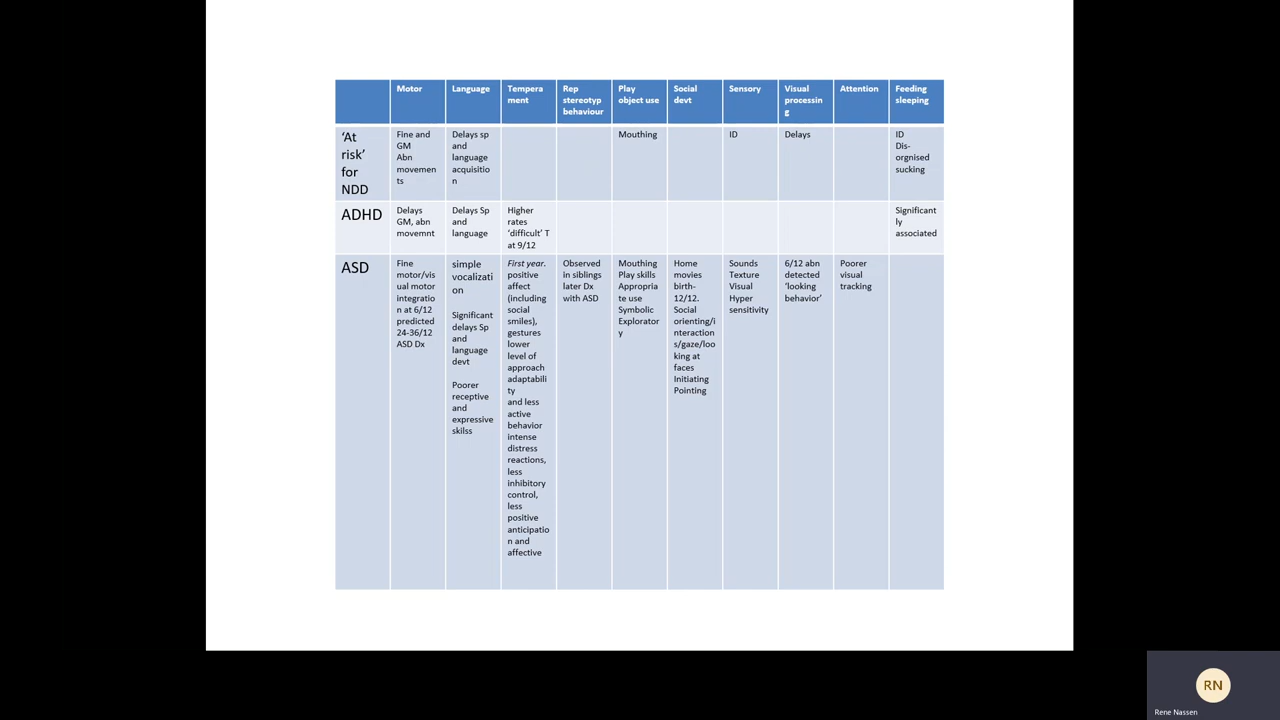 Motor
Language
Tempera
ment
Rep
stereotyp
behaviour
Play
object use
Social
devt
Sensory
Visual
processin
g
Attention
Feeding
sleeping
‘At
risk’
for
NDD
Fine and
GM
Abn
movemen
ts
Delays sp
and
language
acquisitio
n
Mouthing
ID
Delays
ID
Dis-
orgnised
sucking
ADHD
Delays
GM, abn
movemnt
Delays Sp
and
language
Higher
rates
‘difficult’ T
at 9/12
Significant
ly
associated
ASD
Fine
motor/vis
ual motor
integratio
n at 6/12
predicted
24-36/12
ASD Dx
simple
vocalizati
on
Significant
delays Sp
and
language
devt
Poorer
receptive
and
expressive
skilss
First year.
positive
affect
(including
social
smiles),
gestures
lower
level of
approach
adaptabili
ty
and less
active
behavior
intense
distress
reactions,
less
inhibitory
control,
less
positive
anticipatio
n and
affective
Observed
in siblings
later Dx
with ASD
Mouthing
Play skills
Appropria
te use
Symbolic
Explorator
y
Home
movies
birth-
12/12.
Social
orienting/i
nteraction
s/gaze/loo
king at
faces
Initiating
Pointing
Sounds
Texture
Visual
Hyper
sensitivity
6/12 abn
detected
‘looking
behavior’
Poorer
visual
tracking
RN
Rene Nassen